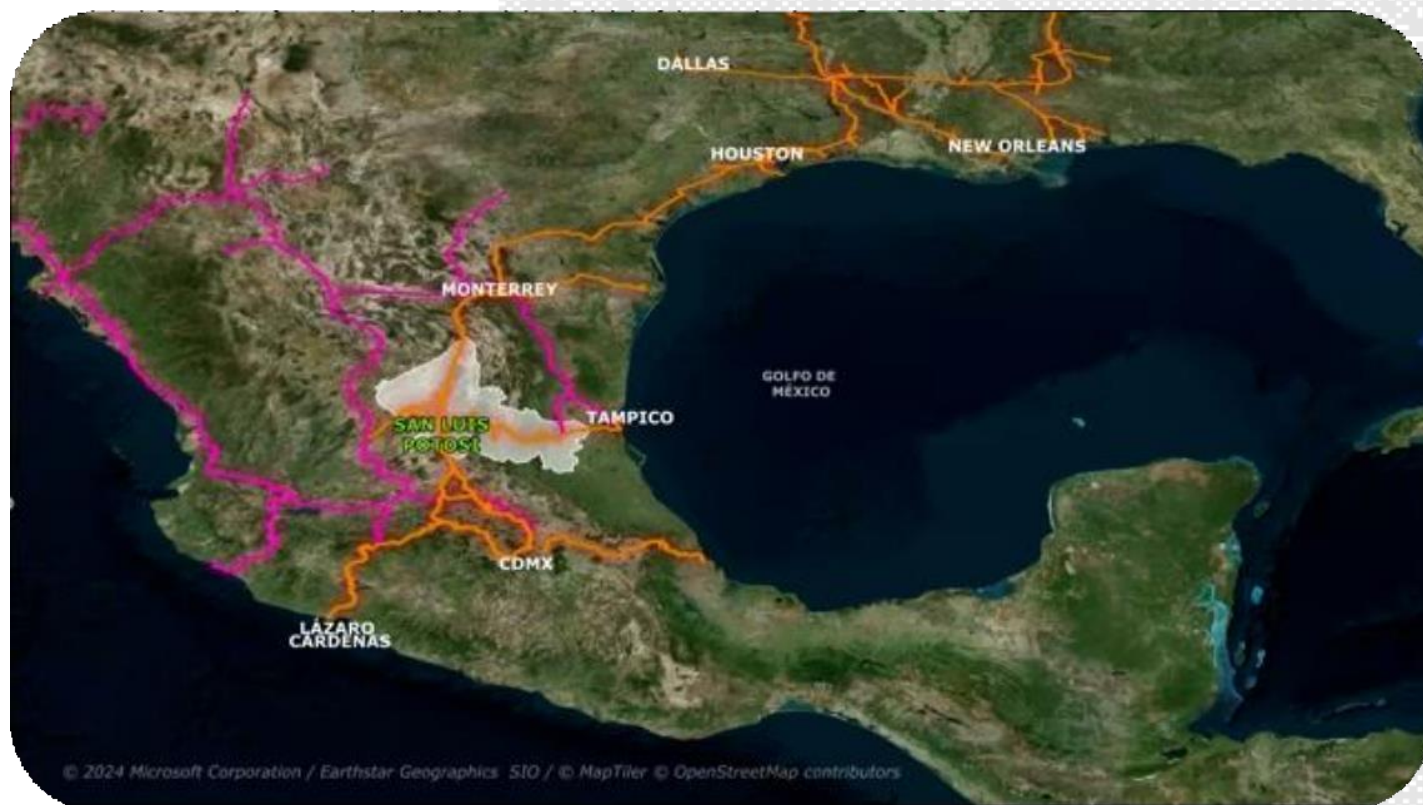 DALLAS
HOUSTON
NEW ORLEANS
MONTERREY
GOLFO DE
MÉXICO
SAN LUIS
POTOSÍ
TAMPICO
CDMX
LÁZARO
CÁRDENAS
© 2024 Microsoft Corporation / Earthstar Geographics SIO / © MapTiler © OpenStreetMap contributors